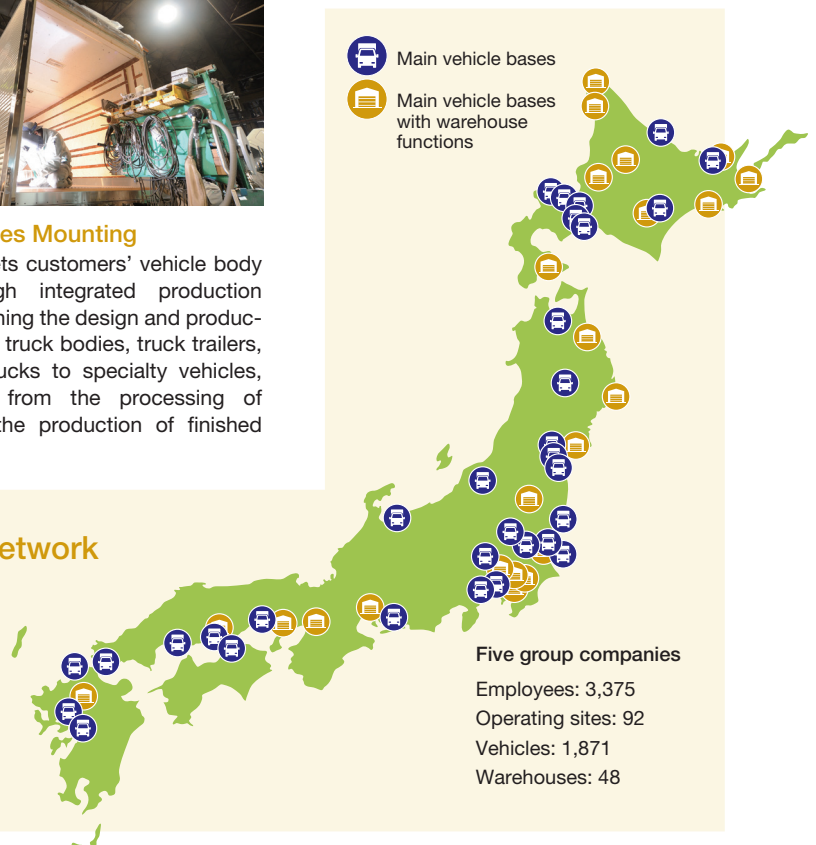 es Mounting
ts customers’ vehicle body
gh integrated production
ning the design and produc-
truck bodies, truck trailers,
ucks to specialty vehicles,
from the processing of
the production of finished
etwork
Main vehicle bases
Main vehicle bases
with warehouse
functions
Five group companies
Employees: 3,375
Operating sites: 92
Vehicles: 1,871
Warehouses: 48